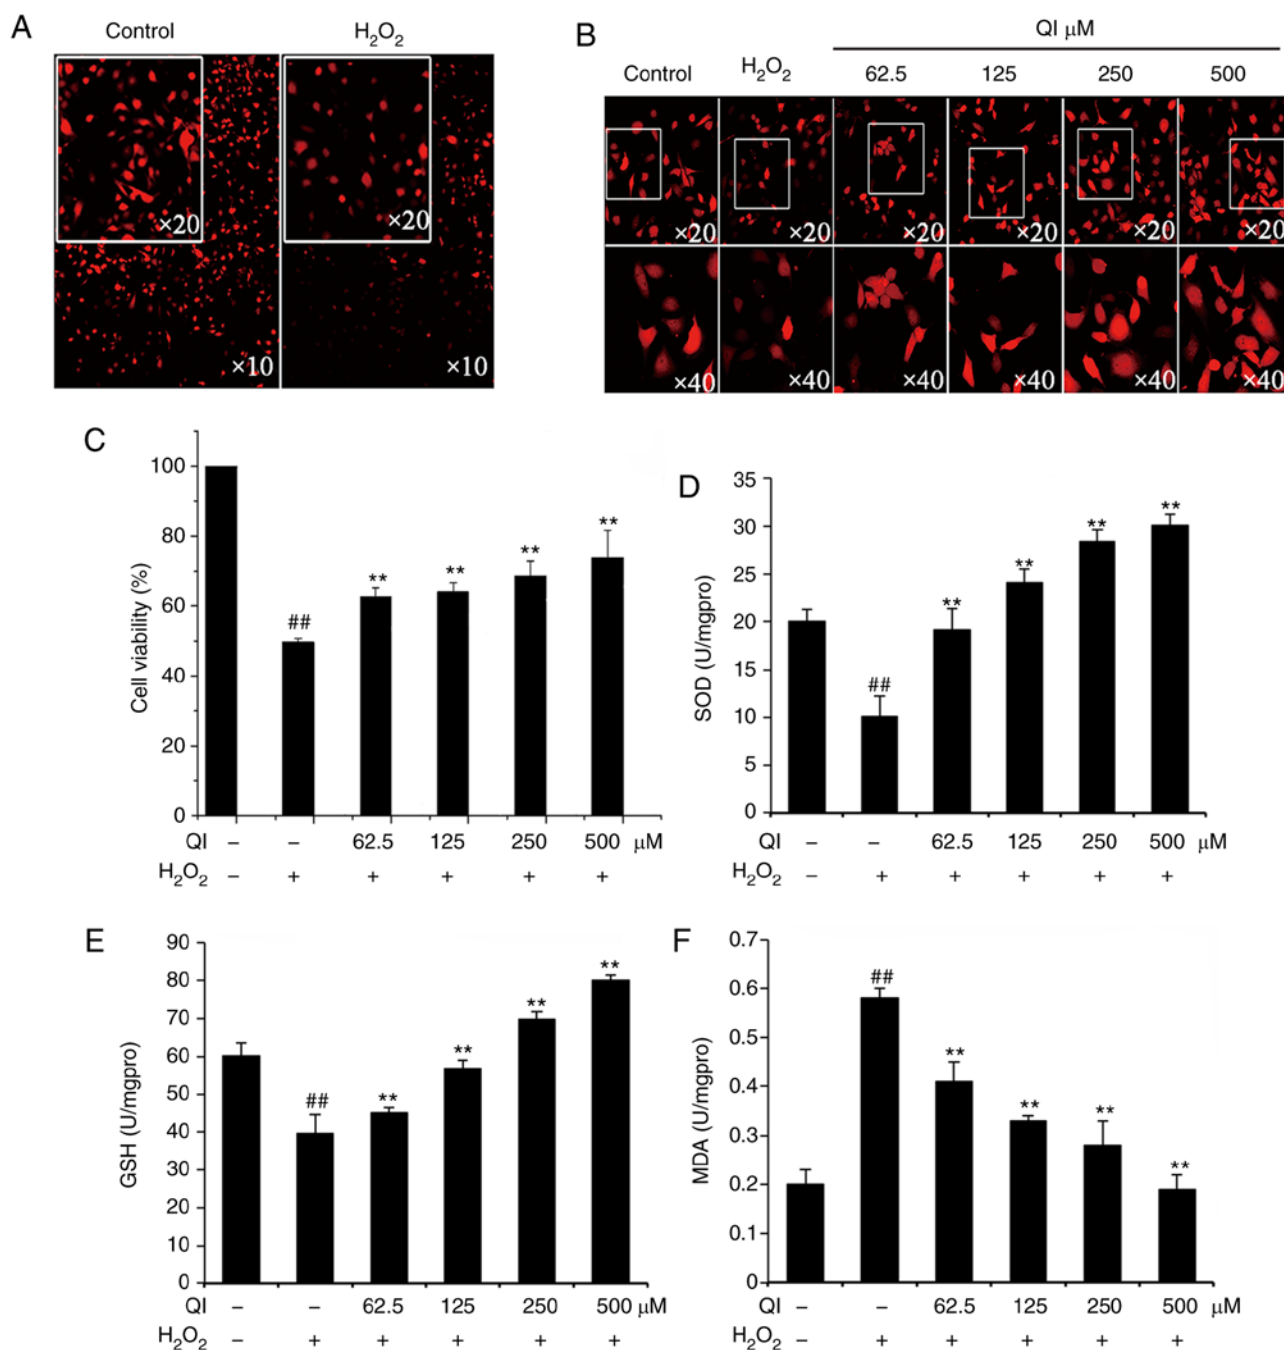 A
Control H₂O₂
×20 ×20
×10 ×10
B
QI μM
Control H₂O₂ 62.5 125 250 500
×20 ×20 ×20 ×20 ×20 ×20
×40 ×40 ×40 ×40 ×40 ×40
C
Cell viability (%)
100
80
60
40
20
0
## ** ** ** **
QI – – 62.5 125 250 500 μM
H₂O₂ – + + + + +
D
SOD (U/mgpro)
35
30
25
20
15
10
5
0
## ** ** ** **
QI – – 62.5 125 250 500 μM
H₂O₂ – + + + + +
E
GSH (U/mgpro)
90
80
70
60
50
40
30
20
10
0
## ** ** ** **
QI – – 62.5 125 250 500 μM
H₂O₂ – + + + + +
F
MDA (U/mgpro)
0.7
0.6
0.5
0.4
0.3
0.2
0.1
0
## ** ** ** **
QI – – 62.5 125 250 500 μM
H₂O₂ – + + + + +